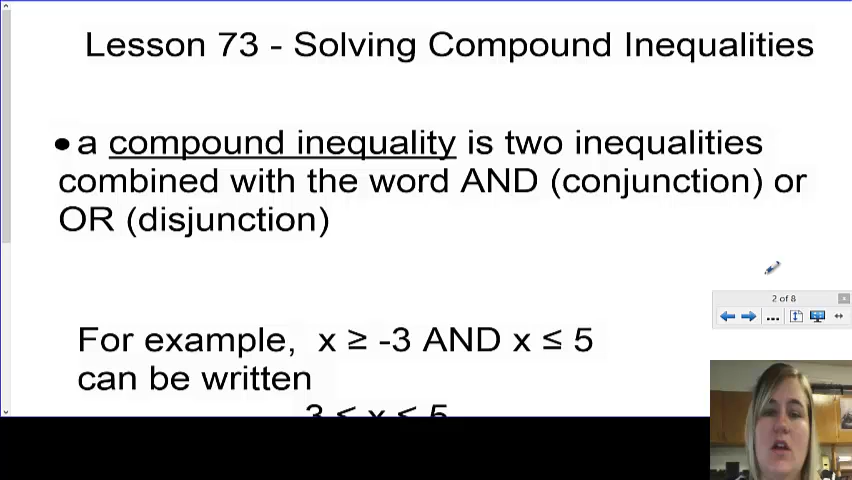 Lesson 73 - Solving Compound Inequalities
• a compound inequality is two inequalities
combined with the word AND (conjunction) or
OR (disjunction)
2 of 8
For example, x ≥ -3 AND x ≤ 5
can be written